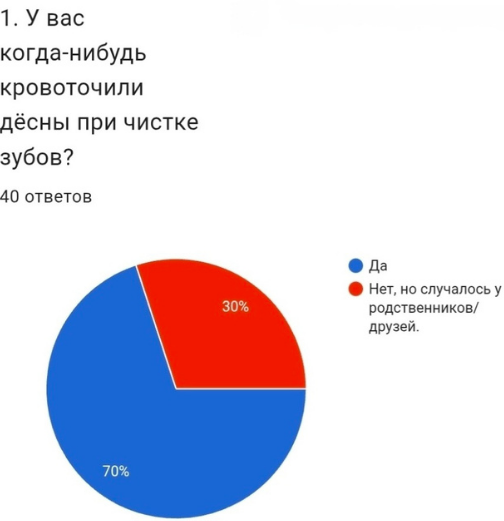 1. У вас
когда-нибудь
кровоточили
дёсны при чистке
зубов?
40 ответов
Да
Нет, но случалось у
родственников/
друзей.
30%
70%